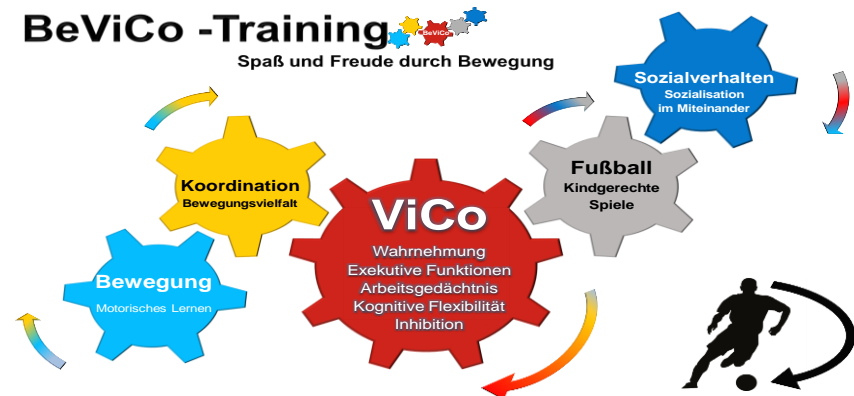 BeViCo -Training
BeViCo
Spaß und Freude durch Bewegung
Sozialverhalten
Sozialisation
im Miteinander
Koordination
Bewegungsvielfalt
Fußball
Kindgerechte
Spiele
ViCo
Wahrnehmung
Exekutive Funktionen
Arbeitsgedächtnis
Kognitive Flexibilität
Inhibition
Bewegung
Motorisches Lernen